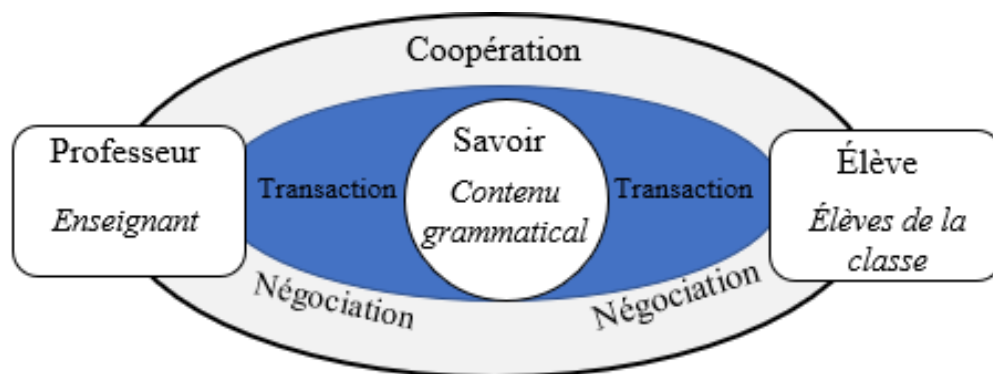 Coopération
Professeur
Enseignant
Transaction
Savoir
Contenu
grammatical
Transaction
Élève
Élèves de la
classe
Négociation
Négociation